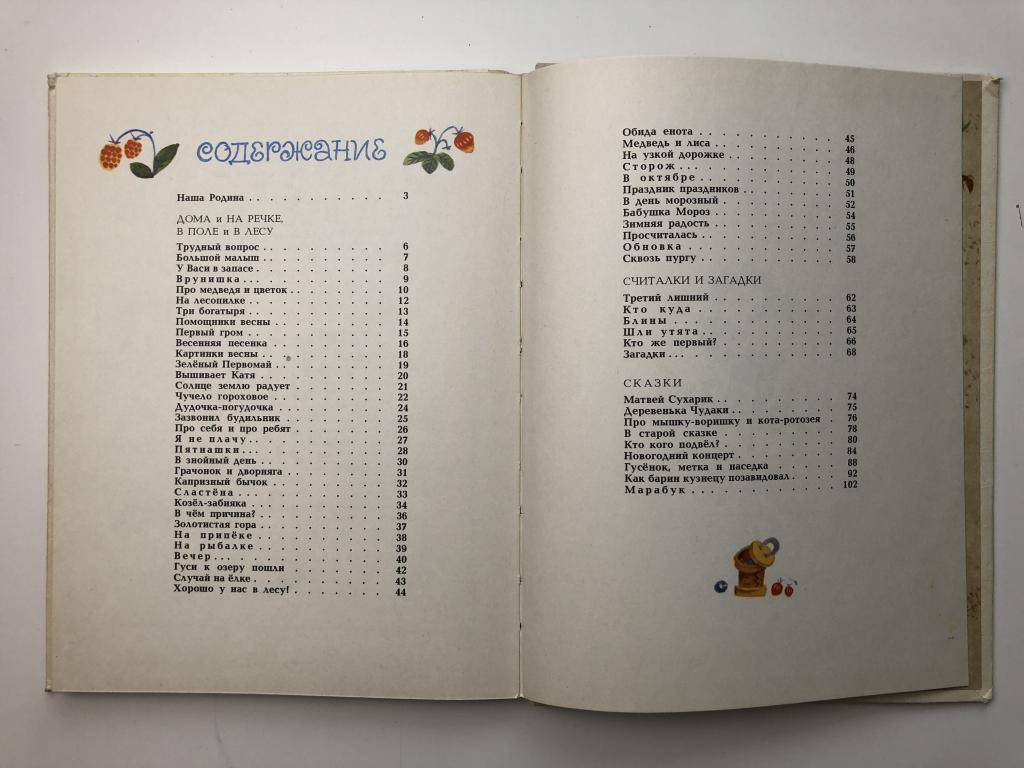 СОДЕРЖАНИЕ
Наша Родина . . . . . . . . . . . 3
ДОМА и НА РЕЧКЕ,
В ПОЛЕ и В ЛЕСУ
Трудный вопрос . . . . . . . . . 6
Большой малыш . . . . . . . . . 7
У Васи в запасе . . . . . . . . . 8
Врунишка . . . . . . . . . . . 9
Про медведя и цветок . . . . . . . 10
На лесопилке . . . . . . . . . . 12
Три богатыря . . . . . . . . . . 13
Помощники весны . . . . . . . . 14
Первый гром . . . . . . . . . . 15
Весенняя песенка . . . . . . . . 16
Картинки весны . . . . . . . . . 18
Зелёный Первомай . . . . . . . . 19
Вышивает Катя . . . . . . . . . 20
Солнце землю радует . . . . . . . 21
Чучело гороховое . . . . . . . . 22
Дудочка-погудочка . . . . . . . . 24
Зазвонил будильник . . . . . . . 25
Про себя и про ребят . . . . . . . 26
Я не плачу . . . . . . . . . . . 27
Пятнашки . . . . . . . . . . . 28
В знойный день . . . . . . . . . 30
Грачонок и дворняга . . . . . . . 31
Капризный бычок . . . . . . . . 32
Сластёна . . . . . . . . . . . 33
Козёл-забияка . . . . . . . . . 34
В чём причина? . . . . . . . . . 36
Золотистая гора . . . . . . . . . 37
На припёке . . . . . . . . . . 38
На рыбалке . . . . . . . . . . 39
Вечер . . . . . . . . . . . . 40
Гуси к озеру пошли . . . . . . . 42
Случай на ёлке . . . . . . . . . 43
Хорошо у нас в лесу! . . . . . . . 44
Обида енота . . . . . . . . . . 45
Медведь и лиса . . . . . . . . . 46
На узкой дорожке . . . . . . . . 48
Сторож . . . . . . . . . . . 49
В октябре . . . . . . . . . . 50
Праздник праздников . . . . . . . 51
В день морозный . . . . . . . . 52
Бабушка Мороз . . . . . . . . . 54
Зимняя радость . . . . . . . . . 55
Просчиталась . . . . . . . . . . 56
Обновка . . . . . . . . . . . 57
Сквозь пургу . . . . . . . . . . 58
СЧИТАЛКИ И ЗАГАДКИ
Третий лишний . . . . . . . . . 62
Кто куда . . . . . . . . . . 63
Блины . . . . . . . . . . . 64
Шли утята . . . . . . . . . . 65
Кто же первый? . . . . . . . . . 66
Загадки . . . . . . . . . . . 68
СКАЗКИ
Матвей Сухарик . . . . . . . . . 74
Деревенька Чудаки . . . . . . . . 75
Про мышку-воришку и кота-ротозея . . 76
В старой сказке . . . . . . . . . 78
Кто кого подвёл? . . . . . . . . 80
Новогодний концерт . . . . . . . 84
Гусёнок, метка и наседка . . . . . 88
Как барин кузнецу позавидовал . . . . 92
Марабук . . . . . . . . . . . 102